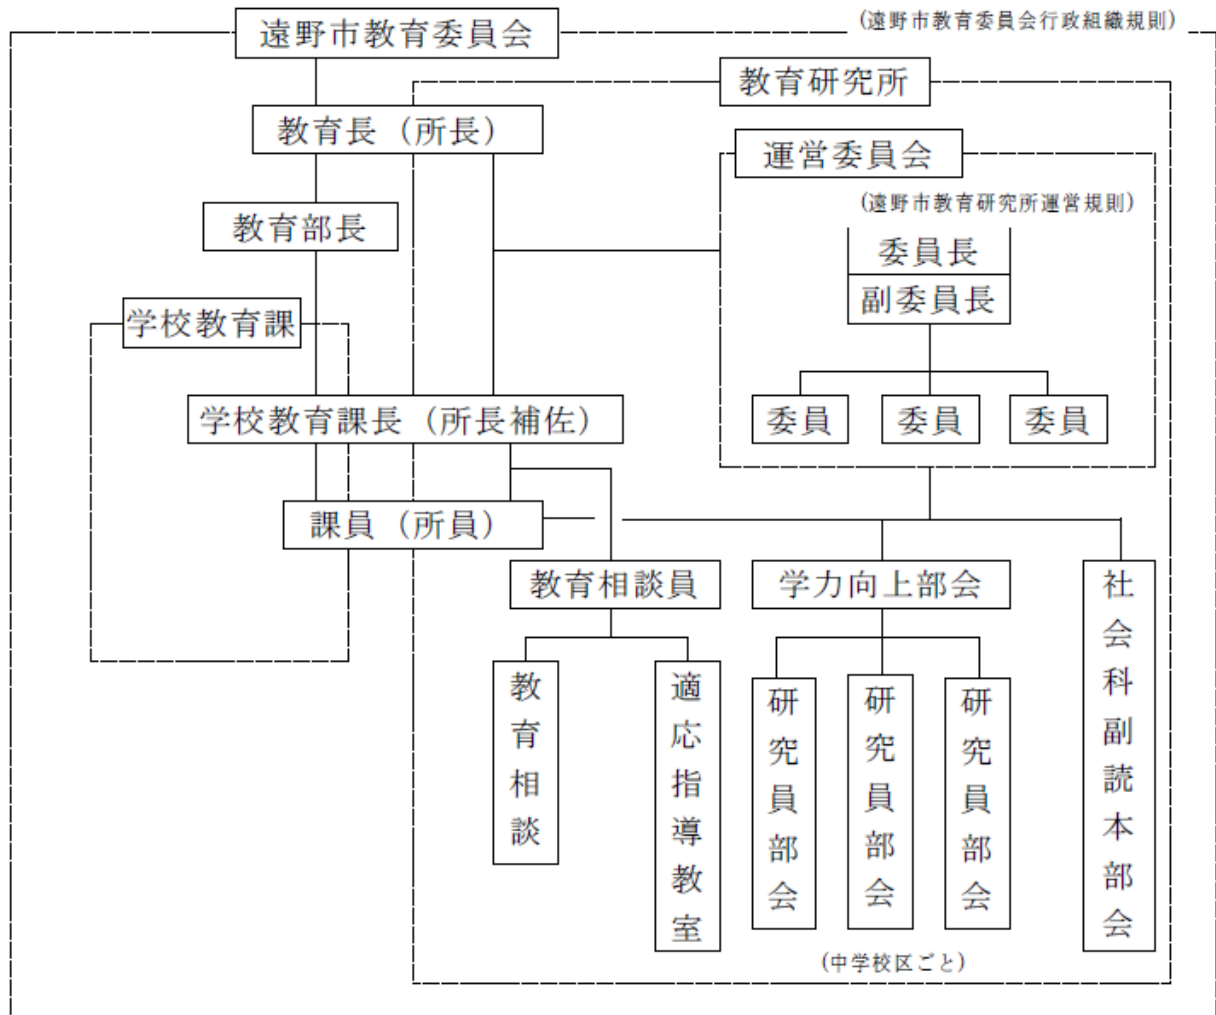 遠野市教育委員会
(遠野市教育委員会行政組織規則)
教育研究所
教育長（所長）
運営委員会
(遠野市教育研究所運営規則)
教育部長
委員長
副委員長
学校教育課
学校教育課長（所長補佐）
委員
委員
委員
課員（所員）
教育相談員
学力向上部会
社会科副読本部会
教育相談
適応指導教室
研究員部会
研究員部会
研究員部会
(中学校区ごと)